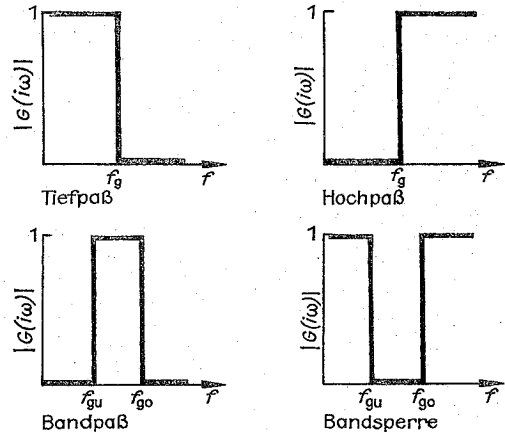 1
|G(iω)|
f_g
f
Tiefpaß
1
|G(iω)|
f_g
f
Hochpaß
1
|G(iω)|
f_gu
f_go
f
Bandpaß
1
|G(iω)|
f_gu
f_go
f
Bandsperre